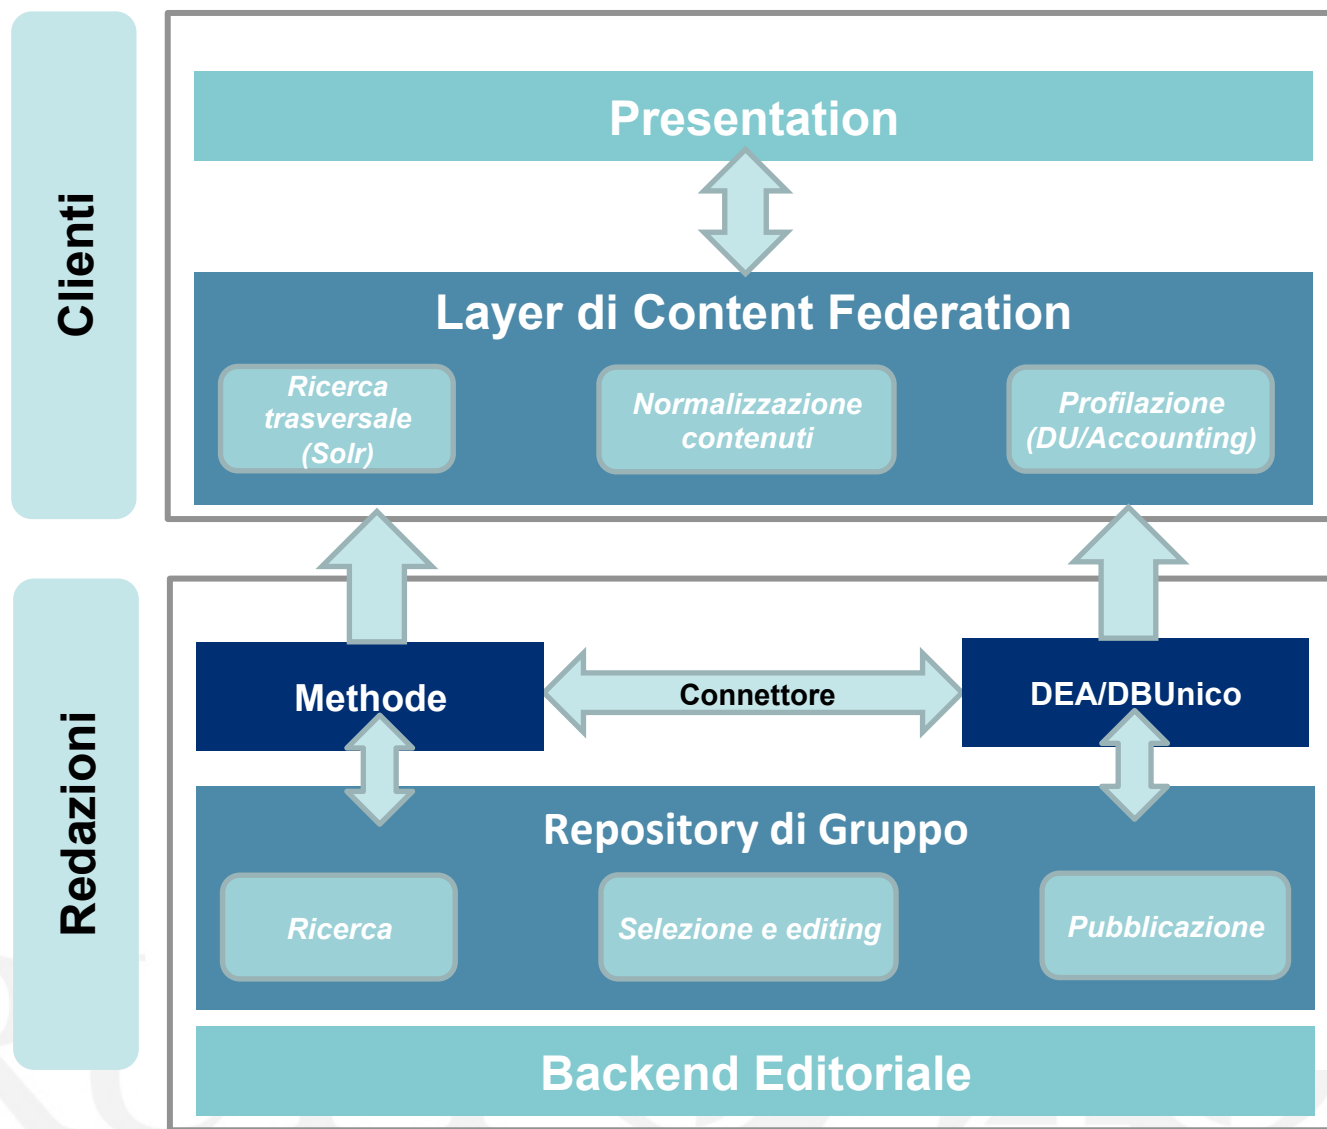 Clienti
Presentation
Layer di Content Federation
Ricerca
trasversale
(Solr)
Normalizzazione
contenuti
Profilazione
(DU/Accounting)
Redazioni
Methode
Connettore
DEA/DBUnico
Repository di Gruppo
Ricerca
Selezione e editing
Pubblicazione
Backend Editoriale